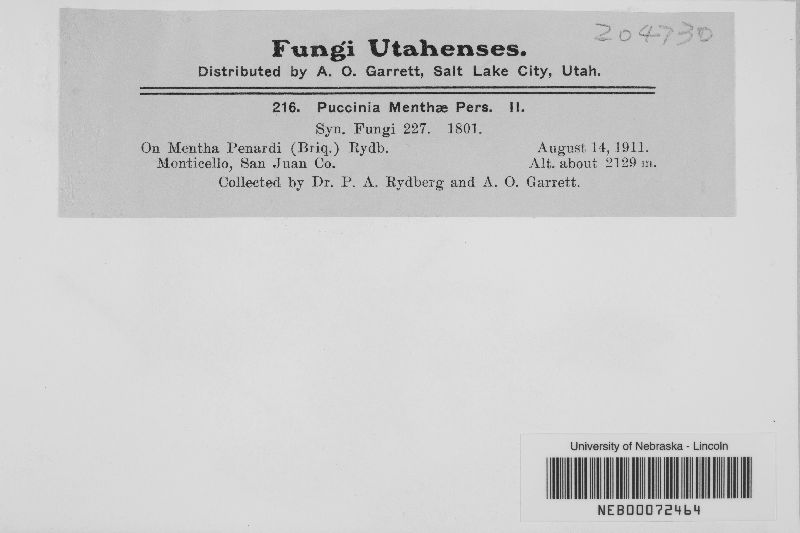 204730
Fungi Utahenses.
Distributed by A. O. Garrett, Salt Lake City, Utah.
216. Puccinia Menthæ Pers. II.
Syn. Fungi 227. 1801.
On Mentha Penardi (Briq.) Rydb. August 14, 1911.
Monticello, San Juan Co. Alt. about 2129 m.
Collected by Dr. P. A. Rydberg and A. O. Garrett.
University of Nebraska - Lincoln
NEB00072464